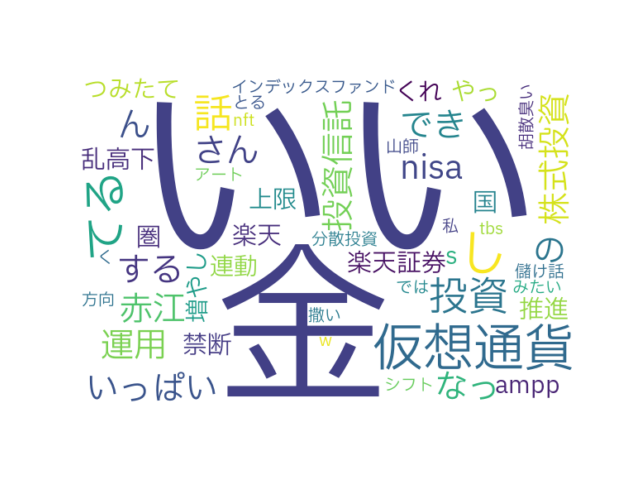 つみたて
インデックスファンド
くれ
やっ
胡散臭い
いい
とる
nft
話
ん
さん
投資信託
でき
株式投資
乱高下
アート
山師
nisa
てる
上限
国
圏
楽天
分散投資
私
tbs
し
の
く
する
連動
増やし
楽天証券
s
儲け話
方向
赤江
金
では
投資
みたい
推進
運用
禁断
撒い
w
仮想通貨
いっぱい
シフト
なっ
ampp